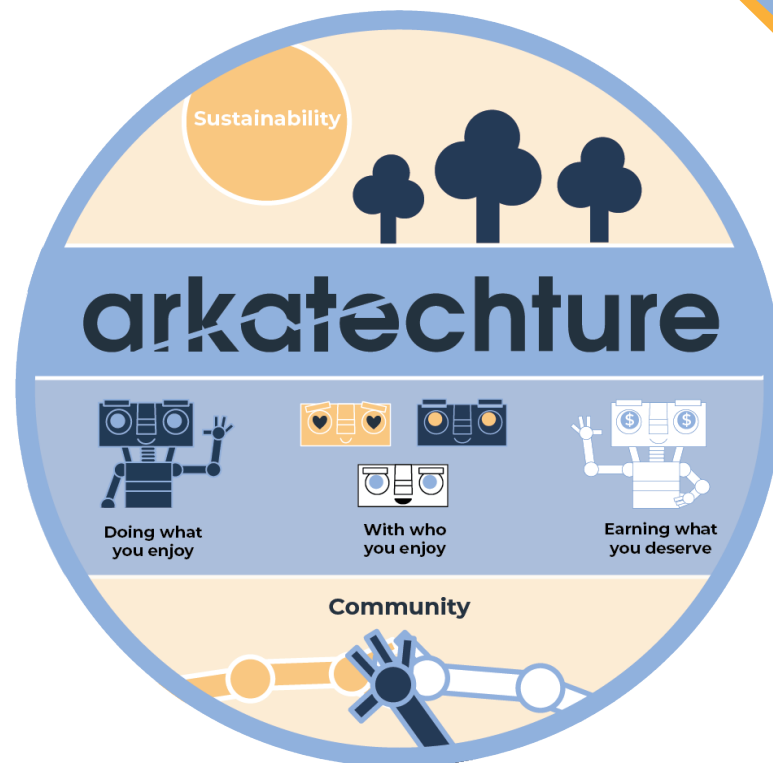 Sustainability
arkatechture
Doing what
you enjoy
With who
you enjoy
Earning what
you deserve
$ $
Community